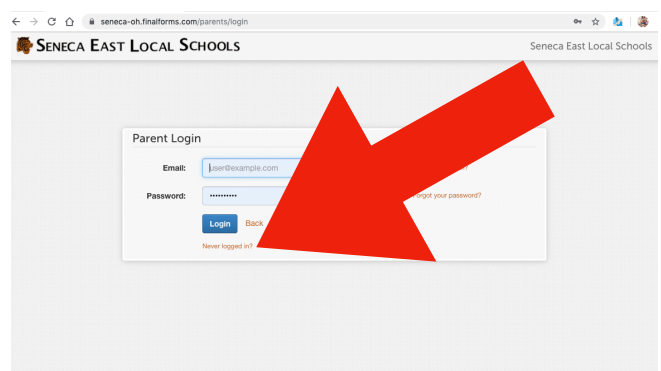 seneca-oh.finalforms.com/parents/login
SENECA EAST LOCAL SCHOOLS
Seneca East Local Schools
Parent Login
Email:
user@example.com
Password:
••••••••••
Forgot your password?
Login
Back
Never logged in?